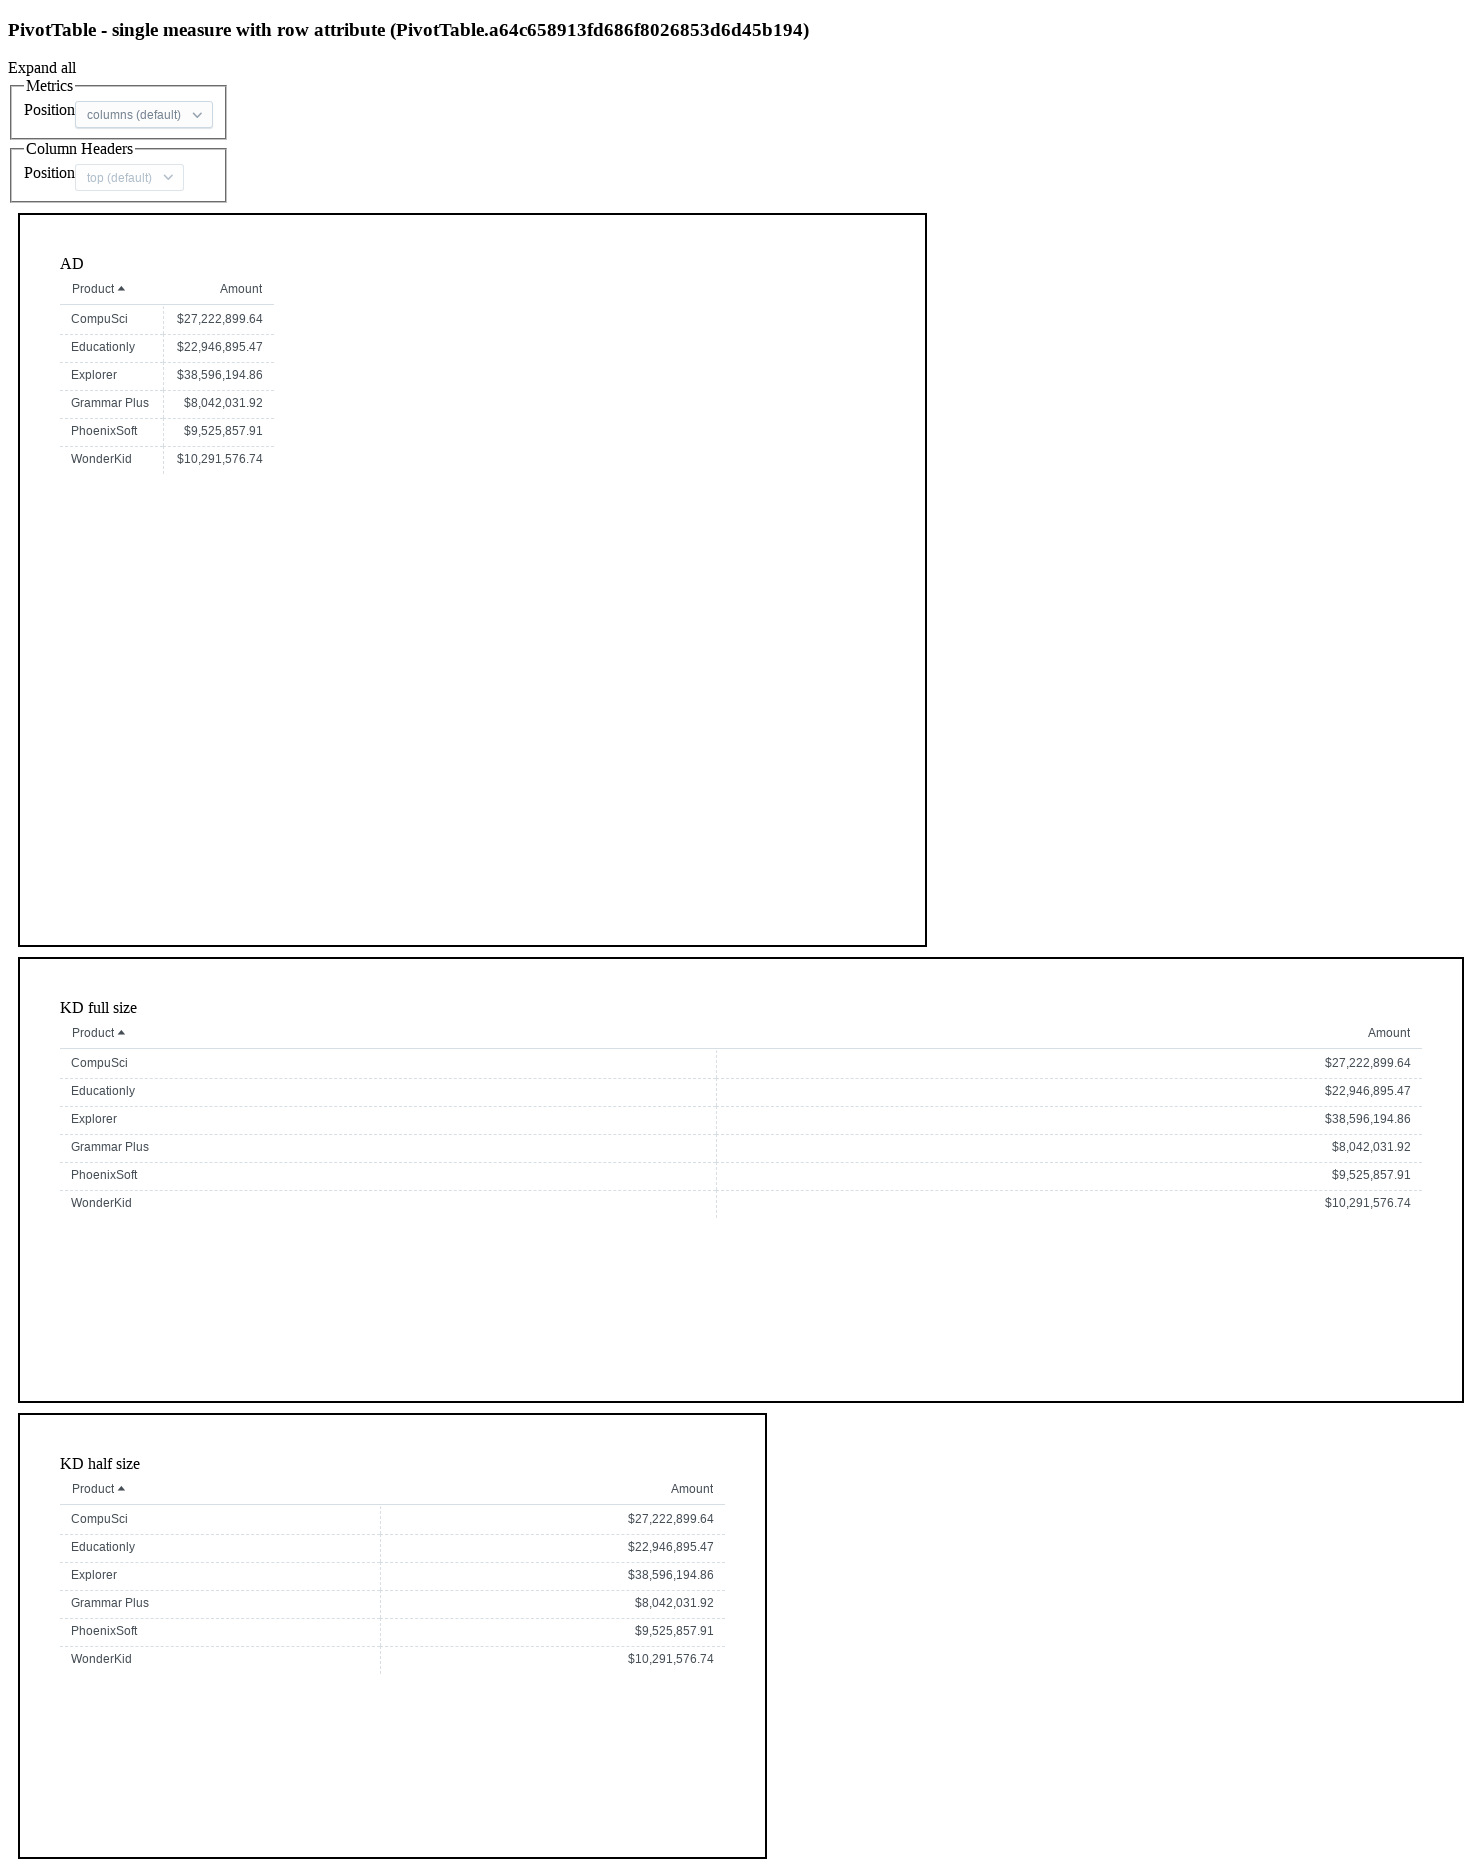 PivotTable - single measure with row attribute (PivotTable.a64c658913fd686f8026853d6d45b194)
Expand all
Metrics
Position columns (default)
Column Headers
Position top (default)
AD
Product Amount
CompuSci $27,222,899.64
Educationly $22,946,895.47
Explorer $38,596,194.86
Grammar Plus $8,042,031.92
PhoenixSoft $9,525,857.91
WonderKid $10,291,576.74
KD full size
Product Amount
CompuSci $27,222,899.64
Educationly $22,946,895.47
Explorer $38,596,194.86
Grammar Plus $8,042,031.92
PhoenixSoft $9,525,857.91
WonderKid $10,291,576.74
KD half size
Product Amount
CompuSci $27,222,899.64
Educationly $22,946,895.47
Explorer $38,596,194.86
Grammar Plus $8,042,031.92
PhoenixSoft $9,525,857.91
WonderKid $10,291,576.74